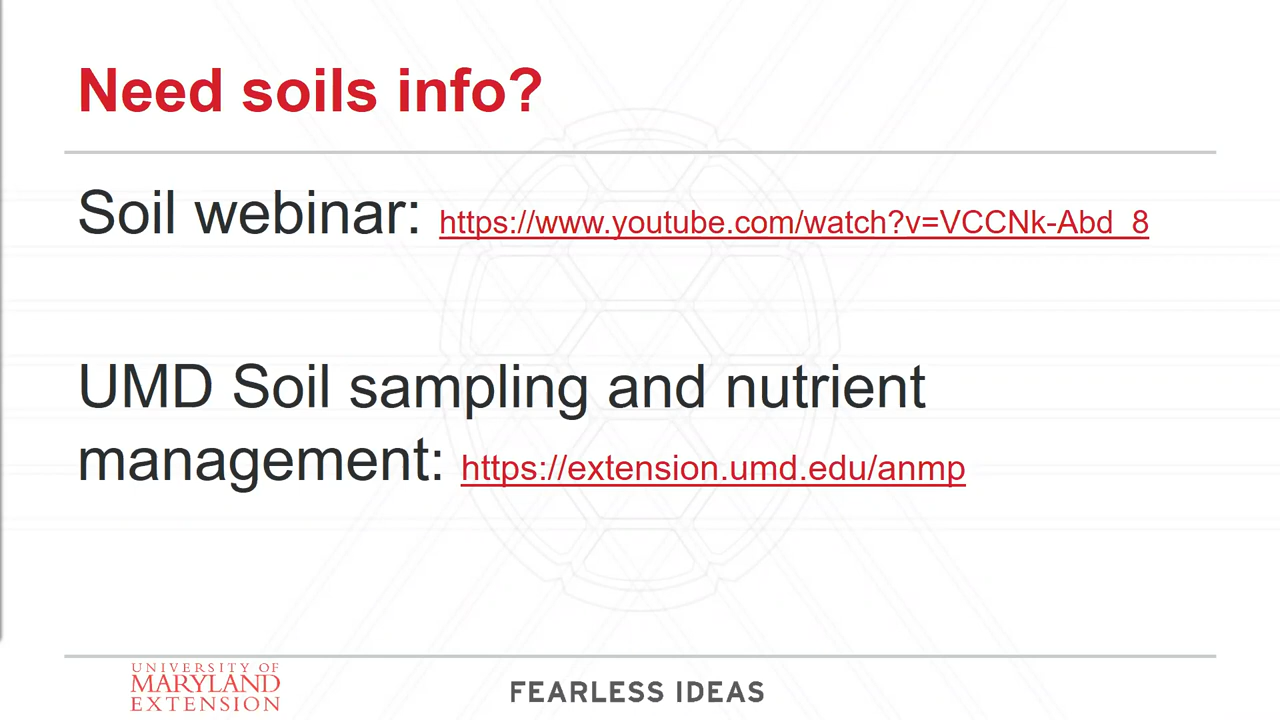 Need soils info?
Soil webinar: https://www.youtube.com/watch?v=VCCNk-Abd_8
UMD Soil sampling and nutrient
management: https://extension.umd.edu/anmp
UNIVERSITY OF
MARYLAND
EXTENSION
FEARLESS IDEAS